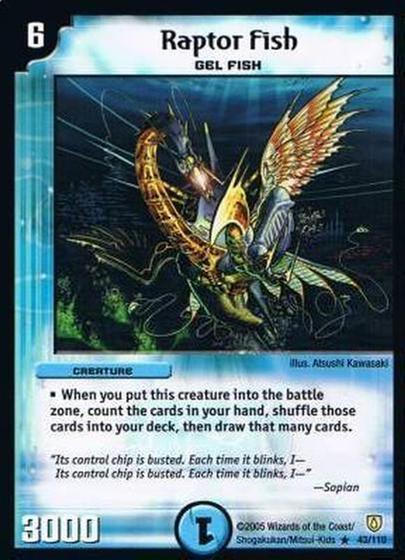 6
Raptor Fish
GEL FISH
illus. Atsushi Kawasaki
CREATURE
▪ When you put this creature into the battle
zone, count the cards in your hand, shuffle those
cards into your deck, then draw that many cards.
"Its control chip is busted. Each time it blinks, I—
Its control chip is busted. Each time it blinks, I—"
—Sopian
3000
1
©2005 Wizards of the Coast/
Shogakukan/Mitsui-Kids ★ 43/110